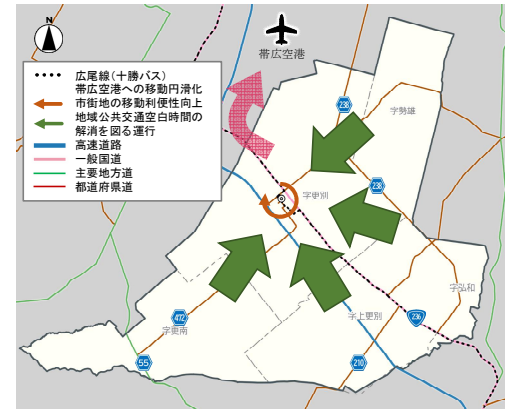 N
帯広空港
広尾線(十勝バス)
帯広空港への移動円滑化
市街地の移動利便性向上
地域公共交通空白時間の
解消を図る運行
高速道路
一般国道
主要地方道
都道府県道
238
字勢雄
238
字更別
字弘和
236
字上更別
472
字更南
55
210